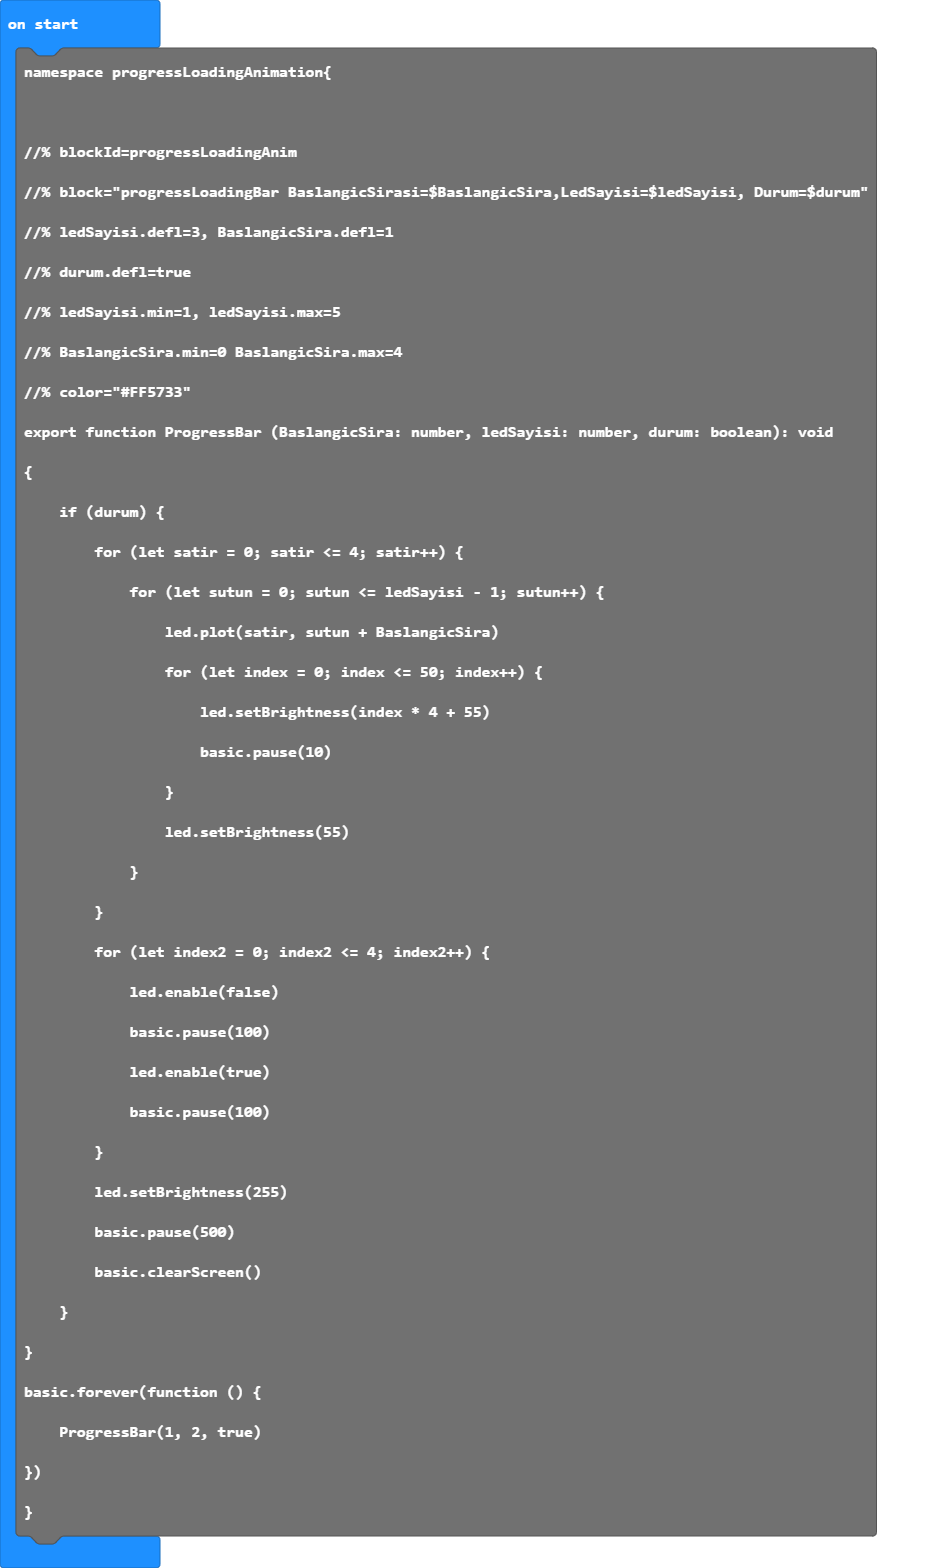 on start
namespace progressLoadingAnimation{
//% blockId=progressLoadingAnim
//% block="progressLoadingBar BaslangicSirasi=$BaslangicSira,LedSayisi=$ledSayisi, Durum=$durum"
//% ledSayisi.defl=3, BaslangicSira.defl=1
//% durum.defl=true
//% ledSayisi.min=1, ledSayisi.max=5
//% BaslangicSira.min=0 BaslangicSira.max=4
//% color="#FF5733"
export function ProgressBar (BaslangicSira: number, ledSayisi: number, durum: boolean): void
{
    if (durum) {
        for (let satir = 0; satir <= 4; satir++) {
            for (let sutun = 0; sutun <= ledSayisi - 1; sutun++) {
                led.plot(satir, sutun + BaslangicSira)
                for (let index = 0; index <= 50; index++) {
                    led.setBrightness(index * 4 + 55)
                    basic.pause(10)
                }
                led.setBrightness(55)
            }
        }
        for (let index2 = 0; index2 <= 4; index2++) {
            led.enable(false)
            basic.pause(100)
            led.enable(true)
            basic.pause(100)
        }
        led.setBrightness(255)
        basic.pause(500)
        basic.clearScreen()
    }
}
basic.forever(function () {
    ProgressBar(1, 2, true)
})
}